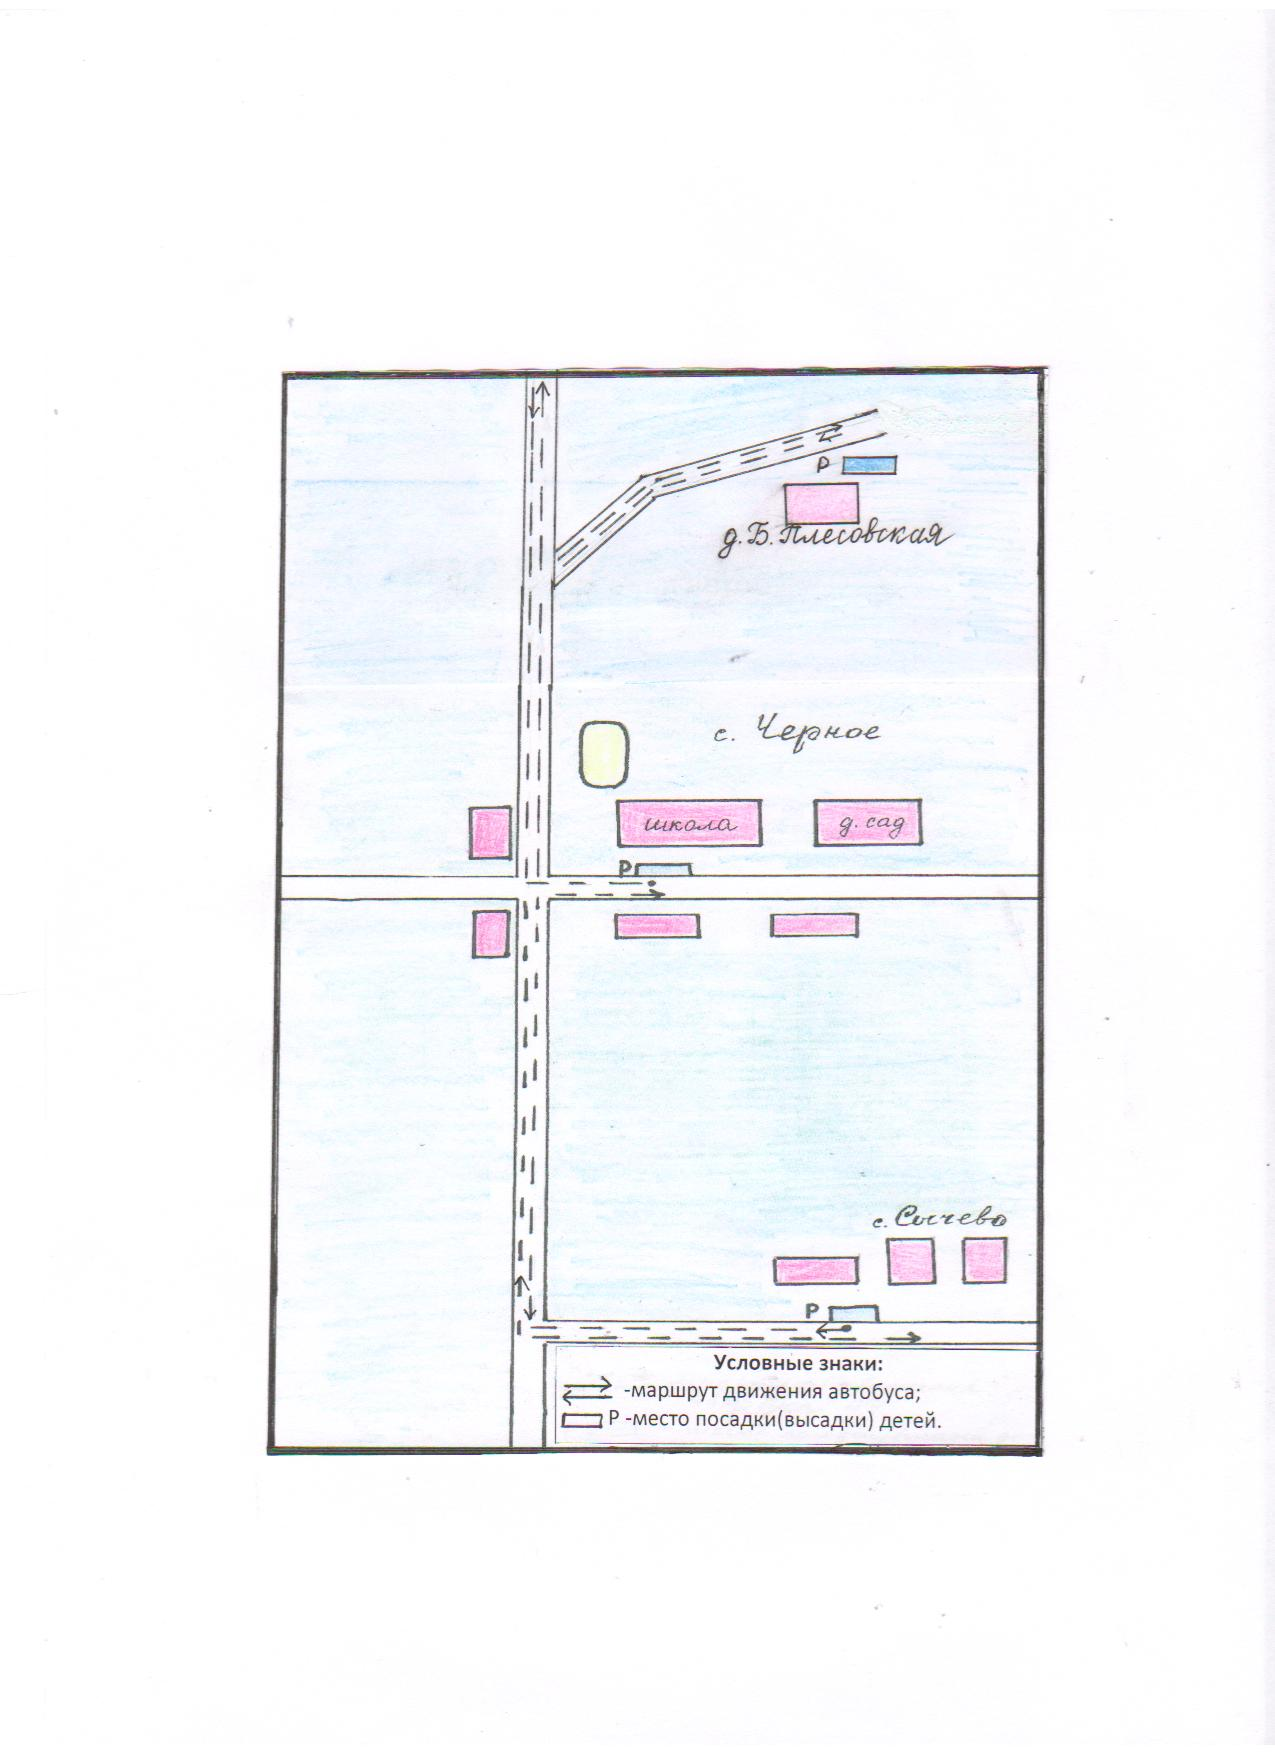 Р
д.Б.Плесовская
с. Черное
школа
д. сад
Р
с. Сычево
Р
Условные знаки:
-маршрут движения автобуса;
Р -место посадки(высадки) детей.